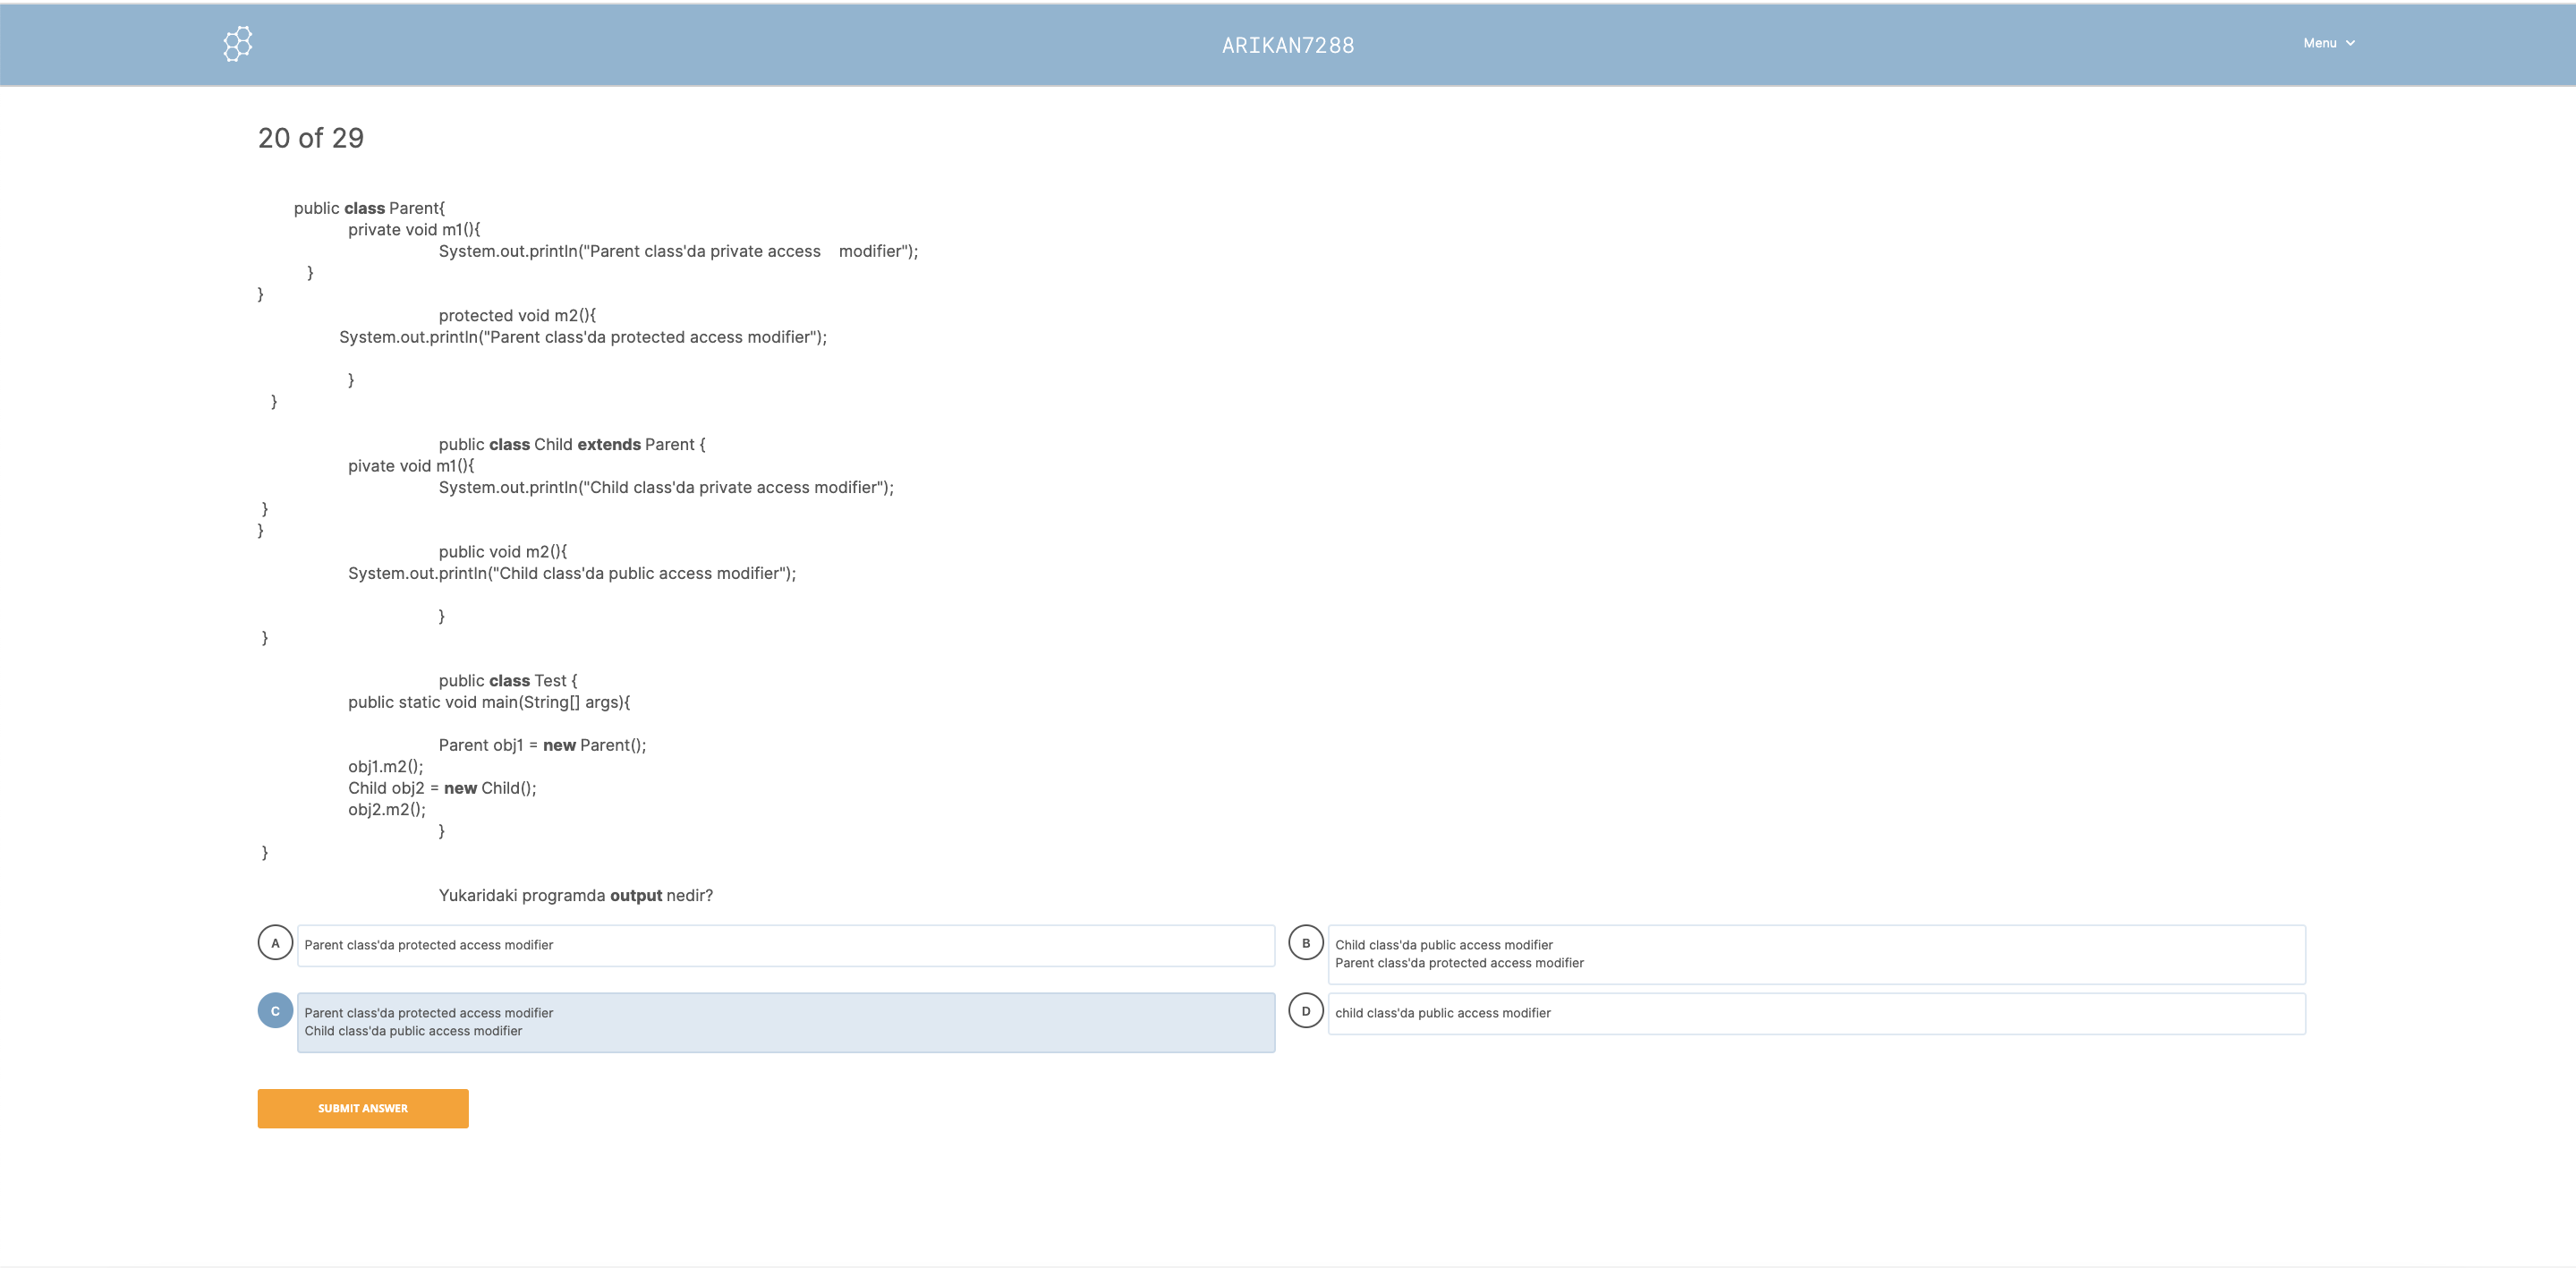 ARIKAN7288
Menu
20 of 29
public class Parent{
private void m1(){
System.out.println("Parent class'da private access    modifier");
}
}
protected void m2(){
System.out.println("Parent class'da protected access modifier");
}
}
public class Child extends Parent {
pivate void m1(){
System.out.println("Child class'da private access modifier");
}
}
public void m2(){
System.out.println("Child class'da public access modifier");
}
}
public class Test {
public static void main(String[] args){
Parent obj1 = new Parent();
obj1.m2();
Child obj2 = new Child();
obj2.m2();
}
}
Yukaridaki programda output nedir?
A
Parent class'da protected access modifier
B
Child class'da public access modifier
Parent class'da protected access modifier
C
Parent class'da protected access modifier
Child class'da public access modifier
D
child class'da public access modifier
SUBMIT ANSWER